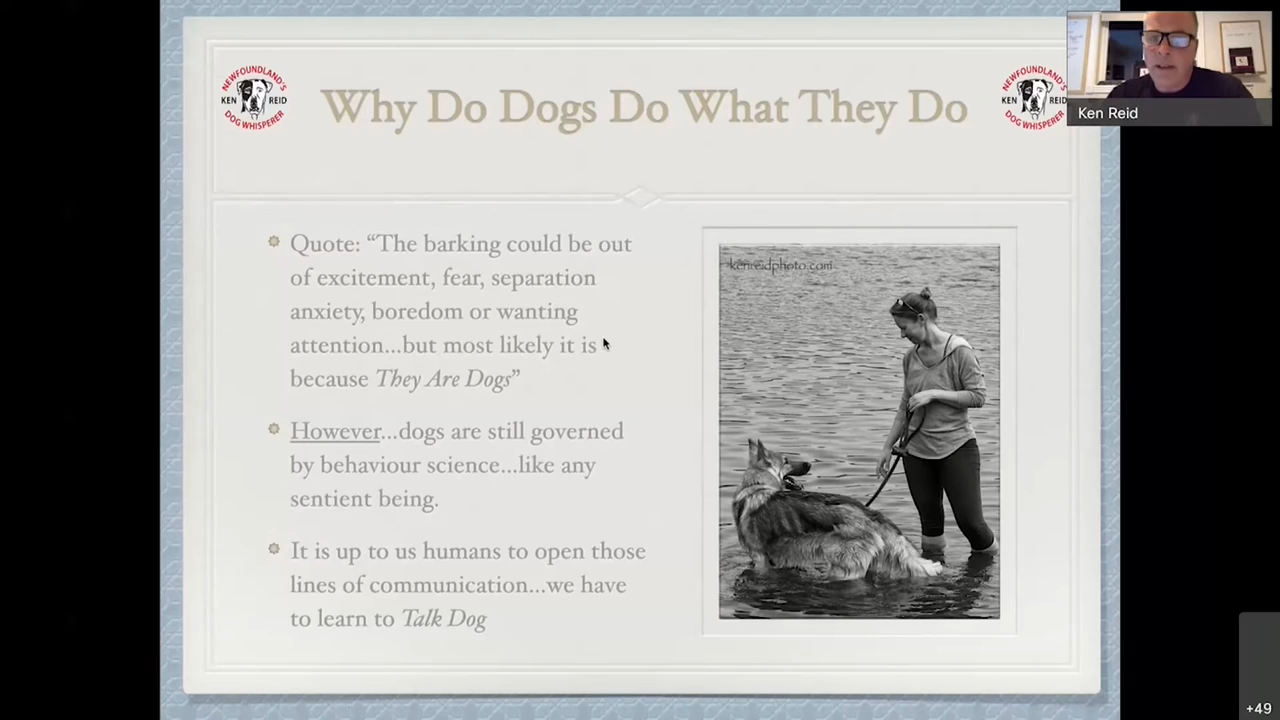 Why Do Dogs Do What They Do
NEWFOUNDLAND'S
KEN REID
DOG WHISPERER
NEWFOUNDLAND'S
KEN REID
DOG WHISPERER
Ken Reid
Quote: “The barking could be out
of excitement, fear, separation
anxiety, boredom or wanting
attention...but most likely it is
because They Are Dogs”
However...dogs are still governed
by behaviour science...like any
sentient being.
It is up to us humans to open those
lines of communication...we have
to learn to Talk Dog
kenreidphoto.com
+49